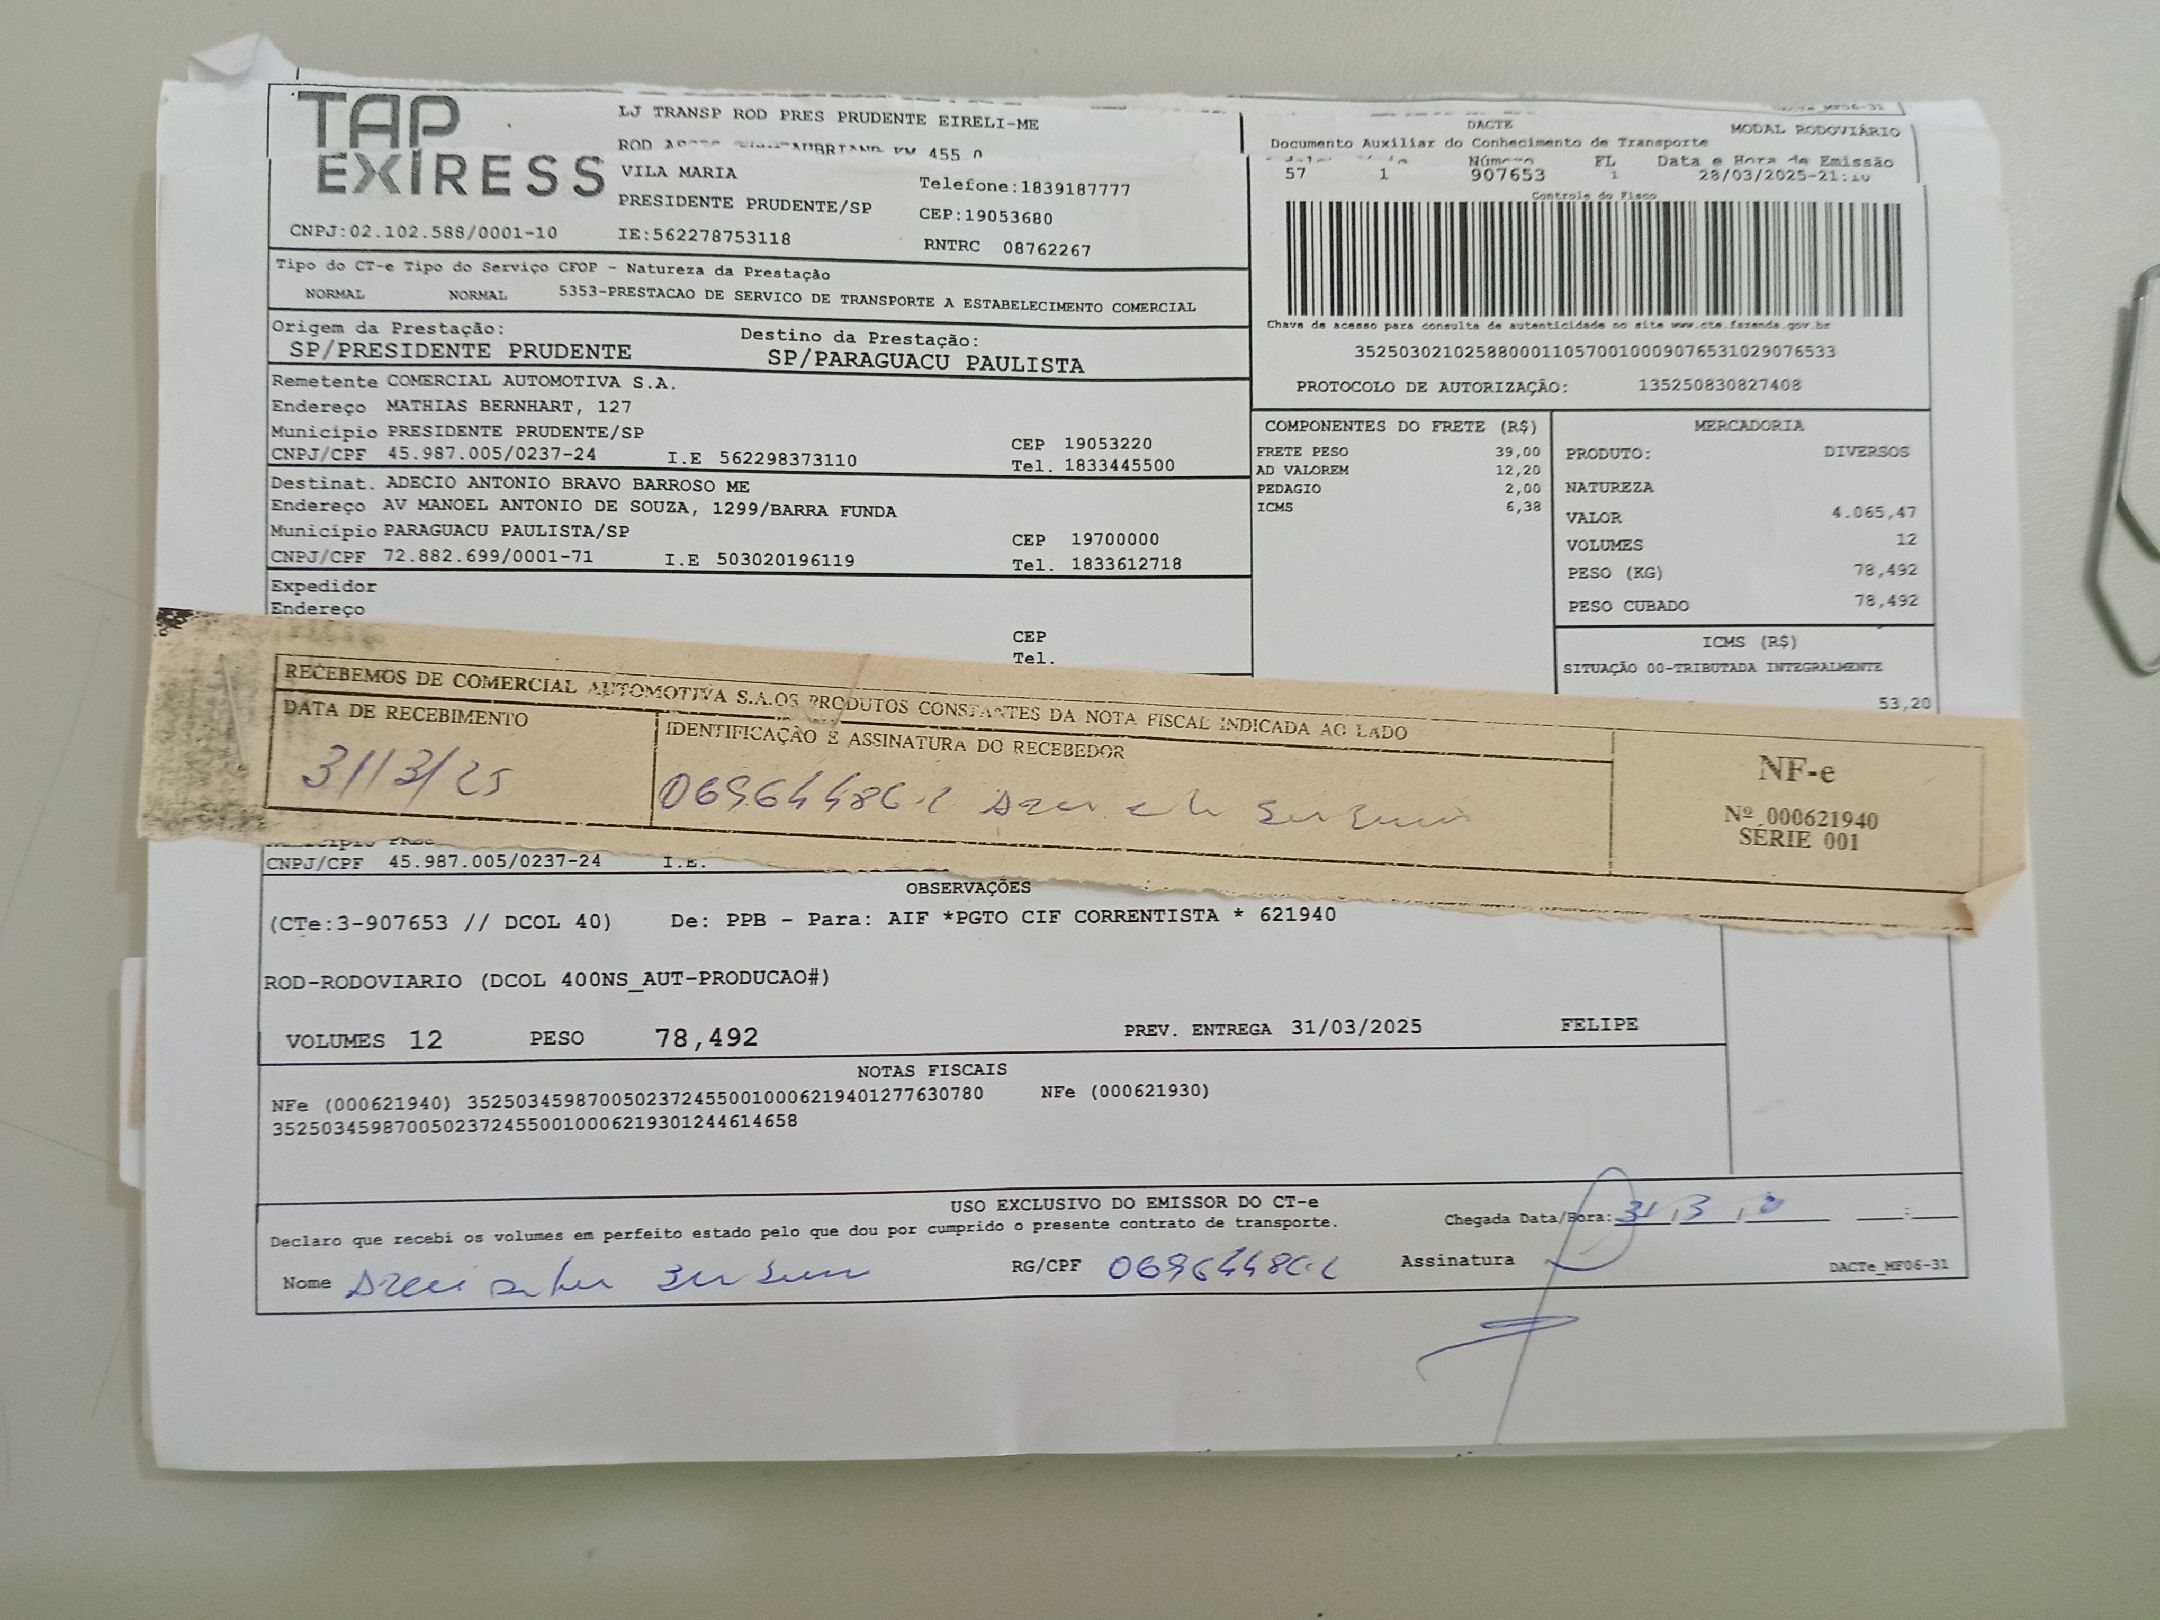 TAP
EXIRESS
LJ TRANSP ROD PRES PRUDENTE EIRELI-ME
ROD KM 455 0
VILA MARIA
Telefone:1839187777
PRESIDENTE PRUDENTE/SP
CEP:19053680
CNPJ:02.102.588/0001-10
IE:562278753118
RNTRC 08762267
DACTE
MODAL RODOVIÁRIO
Documento Auxiliar do Conhecimento de Transporte
Número FL Data e Hora de Emissão
57 1 907653 1 28/03/2025-21:
Controle do Fisco
Chave de acesso para consulta de autenticidade no site www.cte.fazenda.gov.br
35250302102588000110570010009076531029076533
PROTOCOLO DE AUTORIZAÇÃO: 135250830827408
Tipo do CT-e Tipo do Serviço CFOP - Natureza da Prestação
NORMAL NORMAL 5353-PRESTACAO DE SERVICO DE TRANSPORTE A ESTABELECIMENTO COMERCIAL
Origem da Prestação: Destino da Prestação:
SP/PRESIDENTE PRUDENTE SP/PARAGUACU PAULISTA
Remetente COMERCIAL AUTOMOTIVA S.A.
Endereço MATHIAS BERNHART, 127
Município PRESIDENTE PRUDENTE/SP CEP 19053220
CNPJ/CPF 45.987.005/0237-24 I.E 562298373110 Tel. 1833445500
Destinat. ADECIO ANTONIO BRAVO BARROSO ME
Endereço AV MANOEL ANTONIO DE SOUZA, 1299/BARRA FUNDA
Município PARAGUACU PAULISTA/SP CEP 19700000
CNPJ/CPF 72.882.699/0001-71 I.E 503020196119 Tel. 1833612718
Expedidor
Endereço
CEP
Tel.
COMPONENTES DO FRETE (R$)
FRETE PESO 39,00
AD VALOREM 12,20
PEDAGIO 2,00
ICMS 6,38
MERCADORIA
PRODUTO: DIVERSOS
NATUREZA
VALOR 4.065,47
VOLUMES 12
PESO (KG) 78,492
PESO CUBADO 78,492
ICMS (R$)
SITUAÇÃO 00-TRIBUTADA INTEGRALMENTE
53,20
RECEBEMOS DE COMERCIAL AUTOMOTIVA S.A.OS PRODUTOS CONSTANTES DA NOTA FISCAL INDICADA AO LADO
DATA DE RECEBIMENTO
IDENTIFICAÇÃO E ASSINATURA DO RECEBEDOR
31/3/25
NF-e
Nº 000621940
SÉRIE 001
CNPJ/CPF 45.987.005/0237-24 I.E.
OBSERVAÇÕES
(CTe:3-907653 // DCOL 40) De: PPB - Para: AIF *PGTO CIF CORRENTISTA * 621940
ROD-RODOVIARIO (DCOL 400NS_AUT-PRODUCAO#)
VOLUMES 12 PESO 78,492 PREV. ENTREGA 31/03/2025 FELIPE
NOTAS FISCAIS
NFe (000621940) 35250345987005023724550010006219401277630780 NFe (000621930)
35250345987005023724550010006219301244614658
USO EXCLUSIVO DO EMISSOR DO CT-e
Declaro que recebi os volumes em perfeito estado pelo que dou por cumprido o presente contrato de transporte.
Chegada Data/Hora: 31/3
Nome
RG/CPF
Assinatura
DACTe_MF06-31